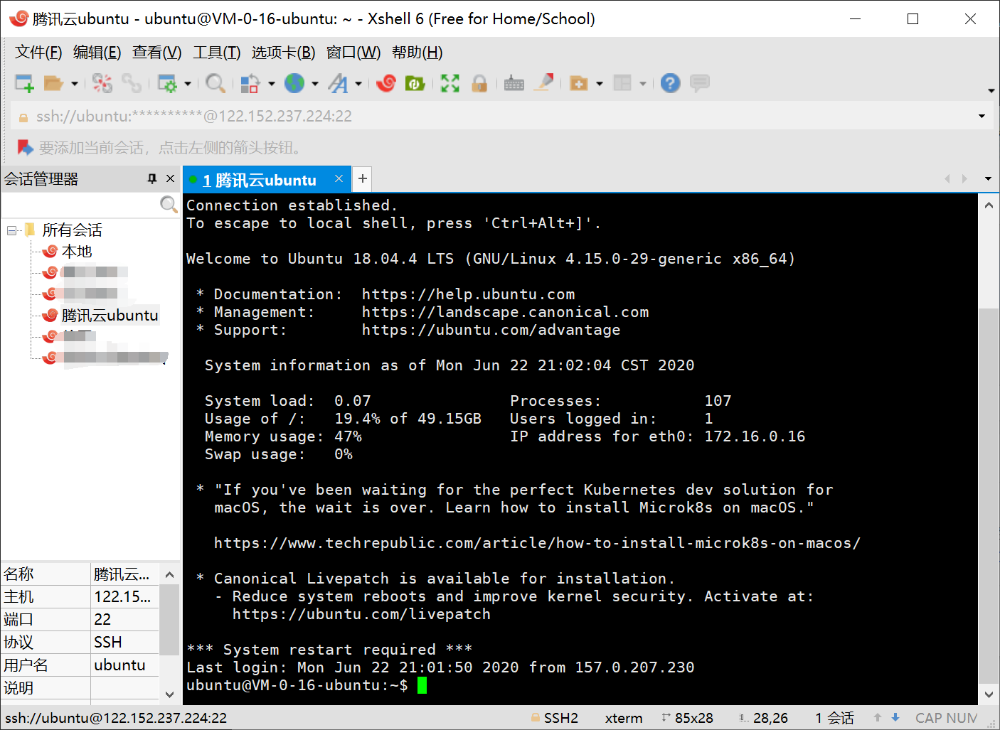 腾讯云ubuntu - ubuntu@VM-0-16-ubuntu: ~ - Xshell 6 (Free for Home/School)
文件(F) 编辑(E) 查看(V) 工具(T) 选项卡(B) 窗口(W) 帮助(H)
ssh://ubuntu:**********@122.152.237.224:22
要添加当前会话，点击左侧的箭头按钮。
会话管理器
所有会话
本地
腾讯云ubuntu
名称 腾讯云...
主机 122.15...
端口 22
协议 SSH
用户名 ubuntu
说明
1 腾讯云ubuntu
Connection established.
To escape to local shell, press 'Ctrl+Alt+]'.
Welcome to Ubuntu 18.04.4 LTS (GNU/Linux 4.15.0-29-generic x86_64)
* Documentation:  https://help.ubuntu.com
* Management:     https://landscape.canonical.com
* Support:        https://ubuntu.com/advantage
System information as of Mon Jun 22 21:02:04 CST 2020
System load:  0.07               Processes:           107
Usage of /:   19.4% of 49.15GB   Users logged in:     1
Memory usage: 47%                IP address for eth0: 172.16.0.16
Swap usage:   0%
* "If you've been waiting for the perfect Kubernetes dev solution for
macOS, the wait is over. Learn how to install Microk8s on macOS."
https://www.techrepublic.com/article/how-to-install-microk8s-on-macos/
* Canonical Livepatch is available for installation.
- Reduce system reboots and improve kernel security. Activate at:
https://ubuntu.com/livepatch
*** System restart required ***
Last login: Mon Jun 22 21:01:50 2020 from 157.0.207.230
ubuntu@VM-0-16-ubuntu:~$
ssh://ubuntu@122.152.237.224:22 SSH2 xterm 85x28 28,26 1 会话 CAP NUM